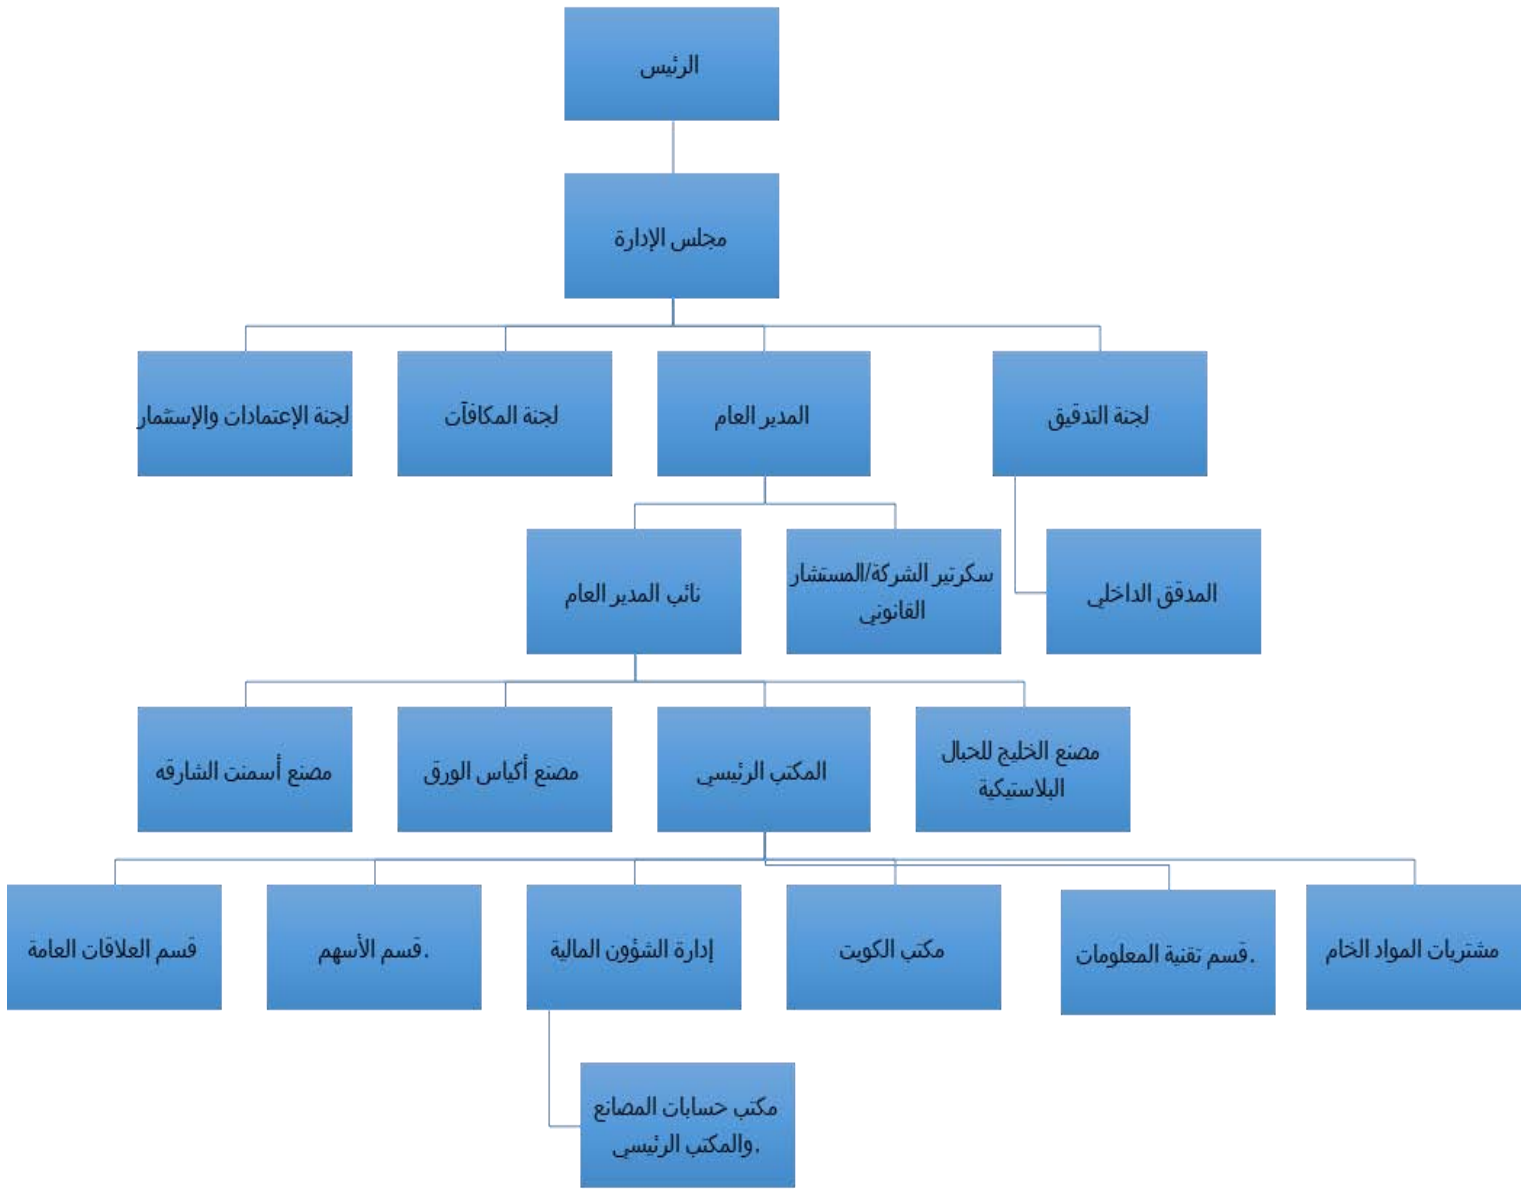 الرئيس
مجلس الإدارة
لجنة التدقيق
المدير العام
لجنة المكافآت
لجنة الإعتمادات والإستثمار
المدقق الداخلي
سكرتير الشركة/المستشار
القانوني
نائب المدير العام
مصنع الخليج للحبال
البلاستيكية
المكتب الرئيسي
مصنع أكياس الورق
مصنع أسمنت الشارقه
مشتريات المواد الخام
قسم تقنية المعلومات.
مكتب الكويت
إدارة الشؤون المالية
قسم الأسهم.
قسم العلاقات العامة
مكتب حسابات المصانع
والمكتب الرئيسي.